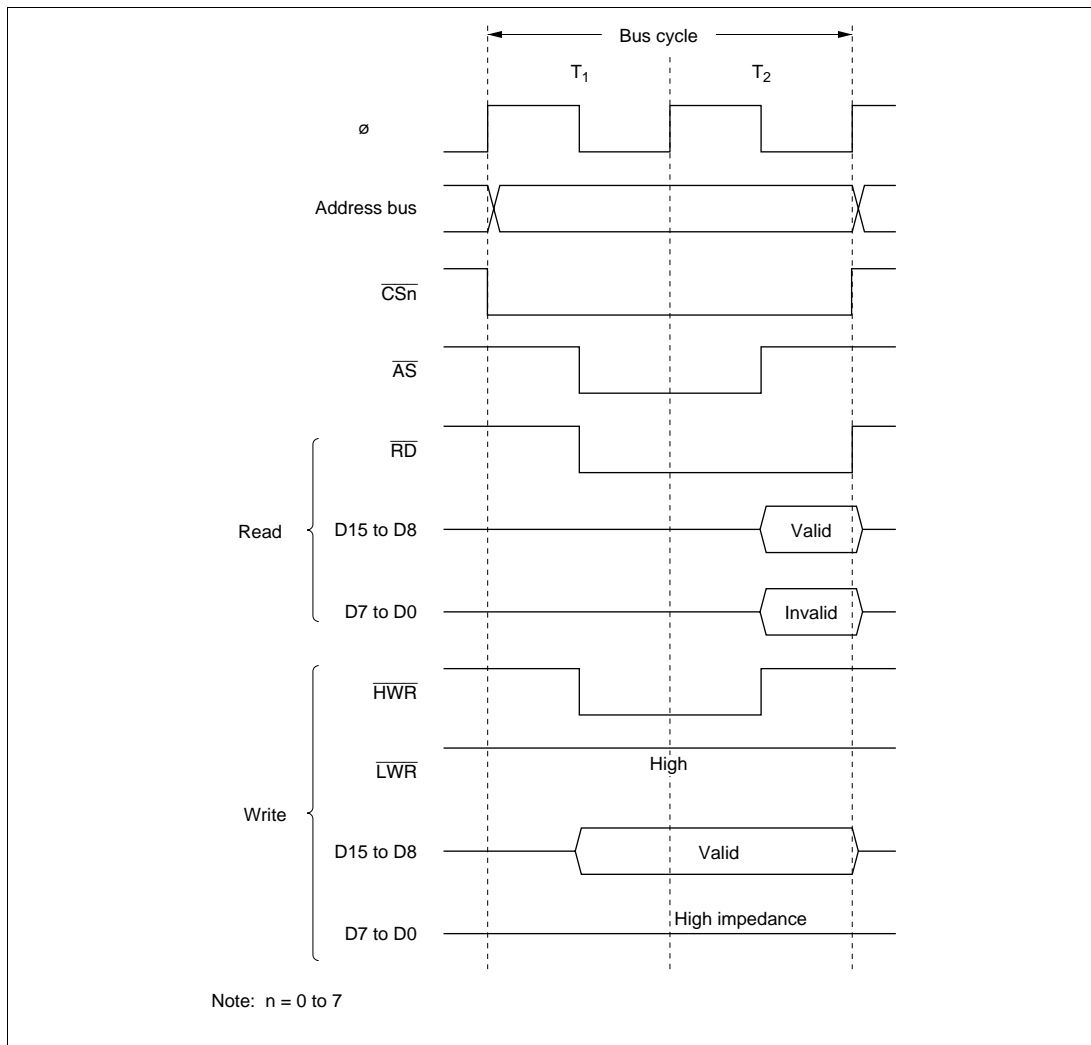 Bus cycle
T1 T2
ø
Address bus
CSn
AS
RD
Read
D15 to D8 Valid
D7 to D0 Invalid
HWR
LWR High
Write
D15 to D8 Valid
D7 to D0 High impedance
Note: n = 0 to 7